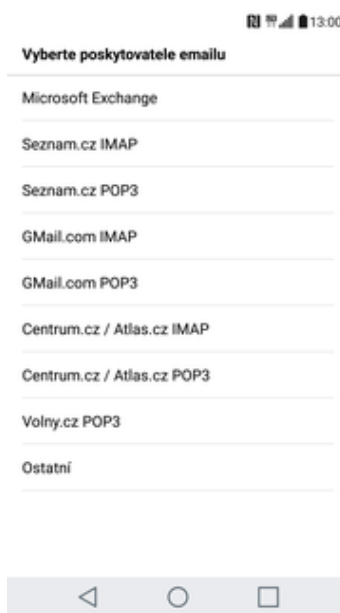 13:00
Vyberte poskytovatele emailu
Microsoft Exchange
Seznam.cz IMAP
Seznam.cz POP3
GMail.com IMAP
GMail.com POP3
Centrum.cz / Atlas.cz IMAP
Centrum.cz / Atlas.cz POP3
Volny.cz POP3
Ostatní